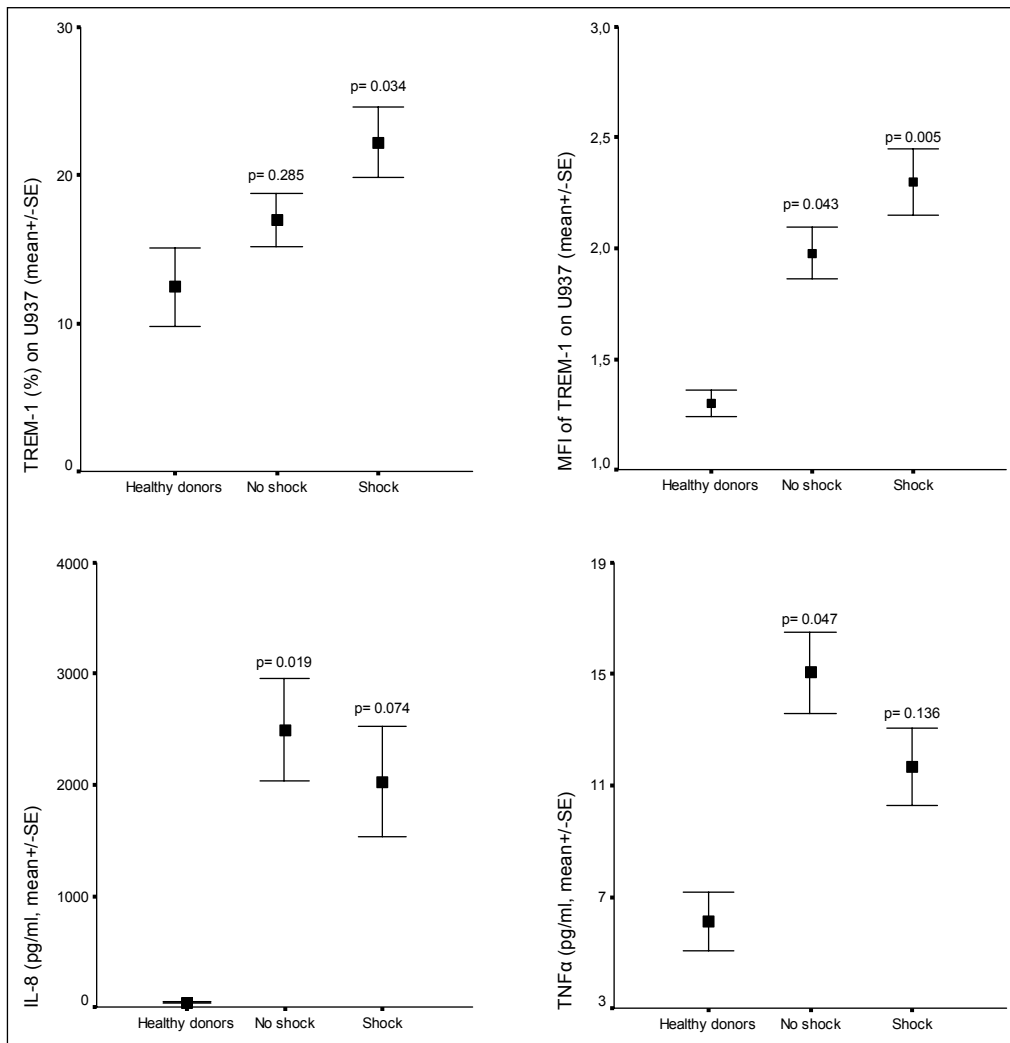 TREM-1 (%) on U937 (mean+/-SE)
30
20
10
0
p= 0.285
p= 0.034
Healthy donors No shock Shock
MFI of TREM-1 on U937 (mean+/-SE)
3,0
2,5
2,0
1,5
1,0
p= 0.043
p= 0.005
Healthy donors No shock Shock
IL-8 (pg/ml, mean+/-SE)
4000
3000
2000
1000
0
p= 0.019
p= 0.074
Healthy donors No shock Shock
TNFα (pg/ml, mean+/-SE)
19
15
11
7
3
p= 0.047
p= 0.136
Healthy donors No shock Shock